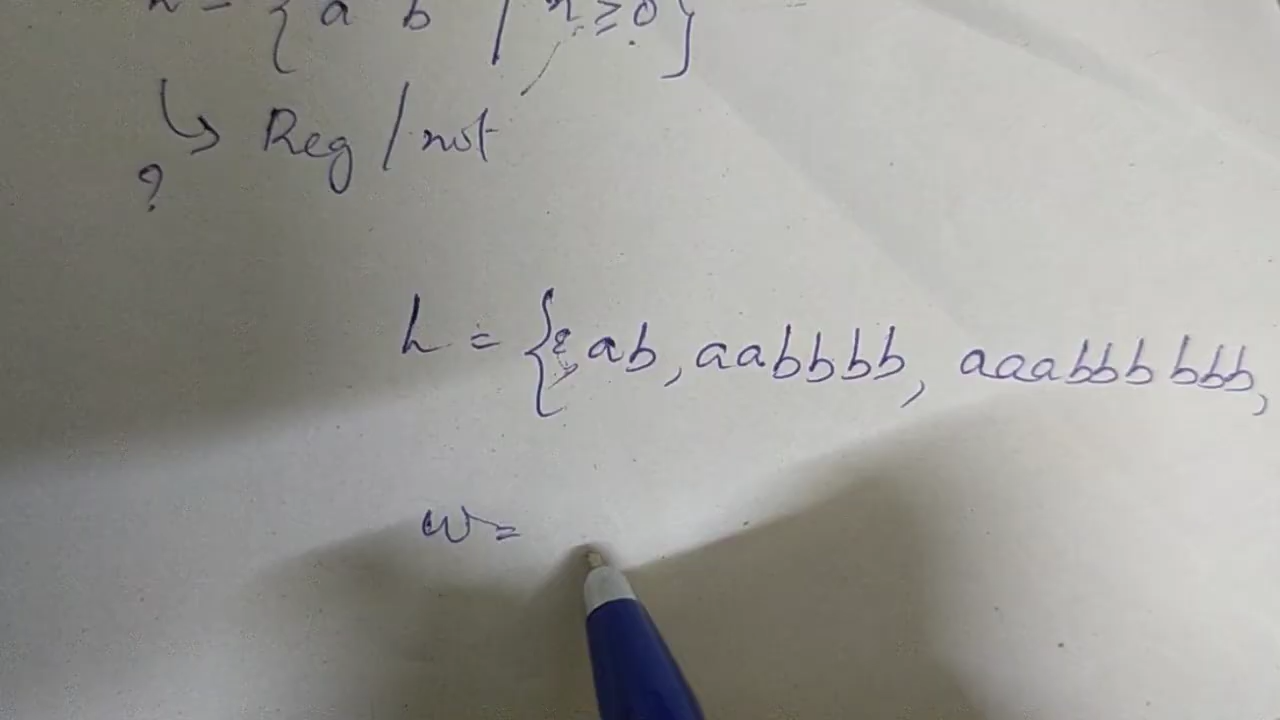 L = { a b / n ≥ 0 }
↳ Reg / not
?
L = { ε, ab, aabbbb, aaabbbbbb,
w =